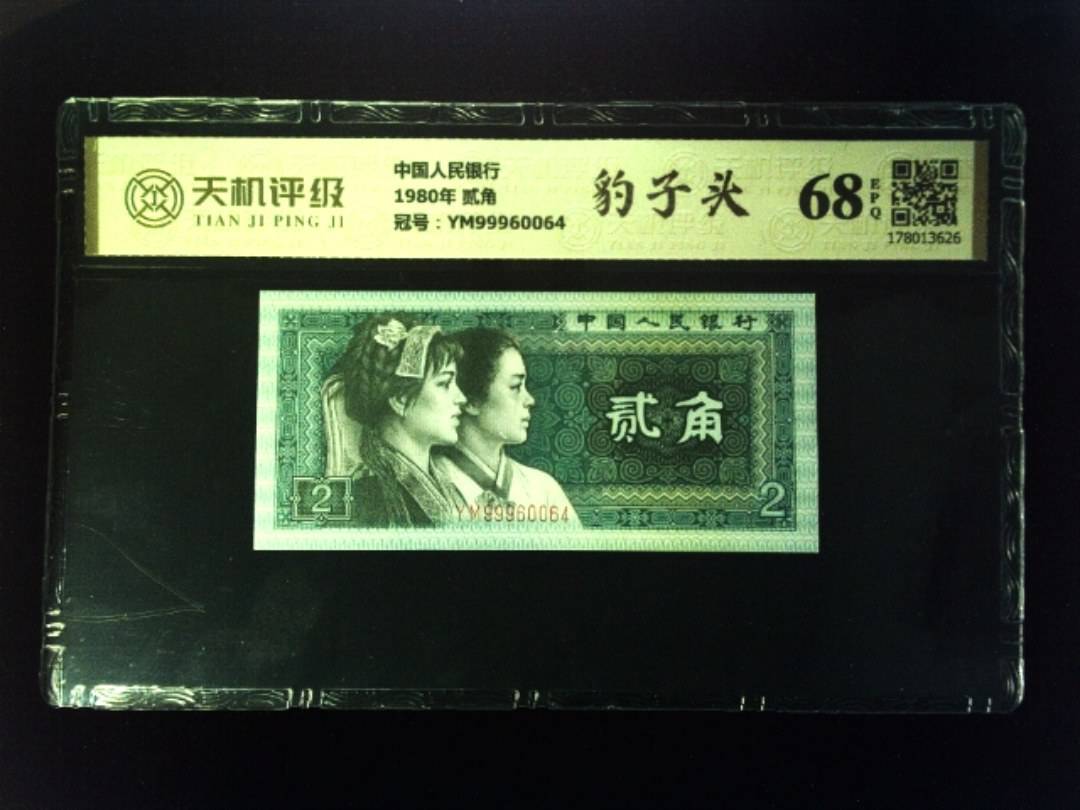 天机评级
TIAN JI PING JI
中国人民银行
1980年 贰角
冠号：YM99960064
豹子头
68
EPQ
178013626
中国人民银行
贰角
2
YM99960064
2